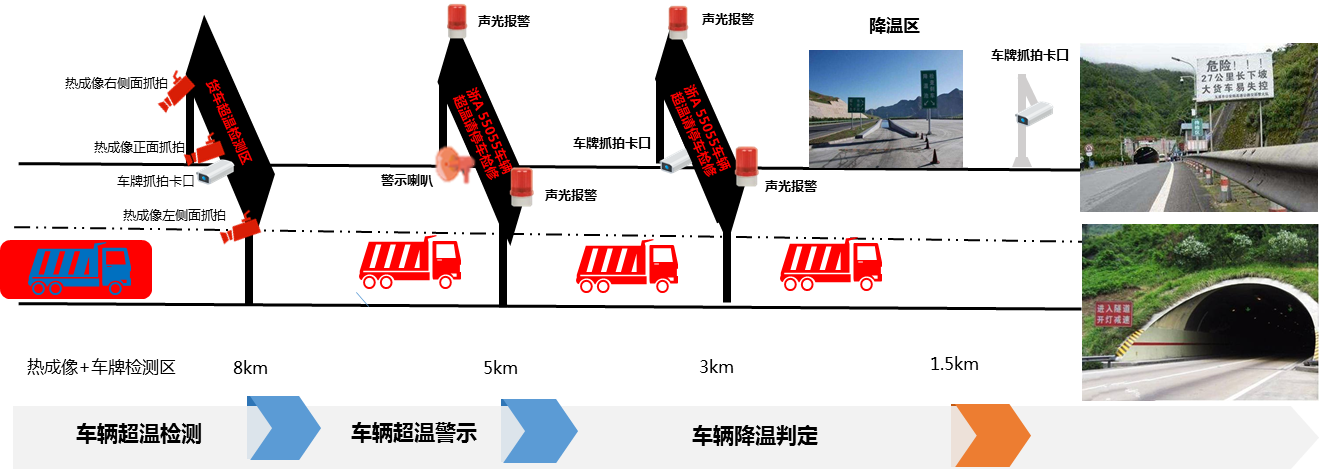 声光报警
声光报警
降温区
车牌抓拍卡口
热成像右侧面抓拍
货车超温检测区
浙A 55055车辆
超温请停车检修
浙A 55055车辆
超温请停车检修
危险！！！
27公里长下坡
大货车易失控
热成像正面抓拍
车牌抓拍卡口
车牌抓拍卡口
警示喇叭
声光报警
声光报警
热成像左侧面抓拍
进入隧道
开灯减速
热成像+车牌检测区
8km
5km
3km
1.5km
车辆超温检测
车辆超温警示
车辆降温判定